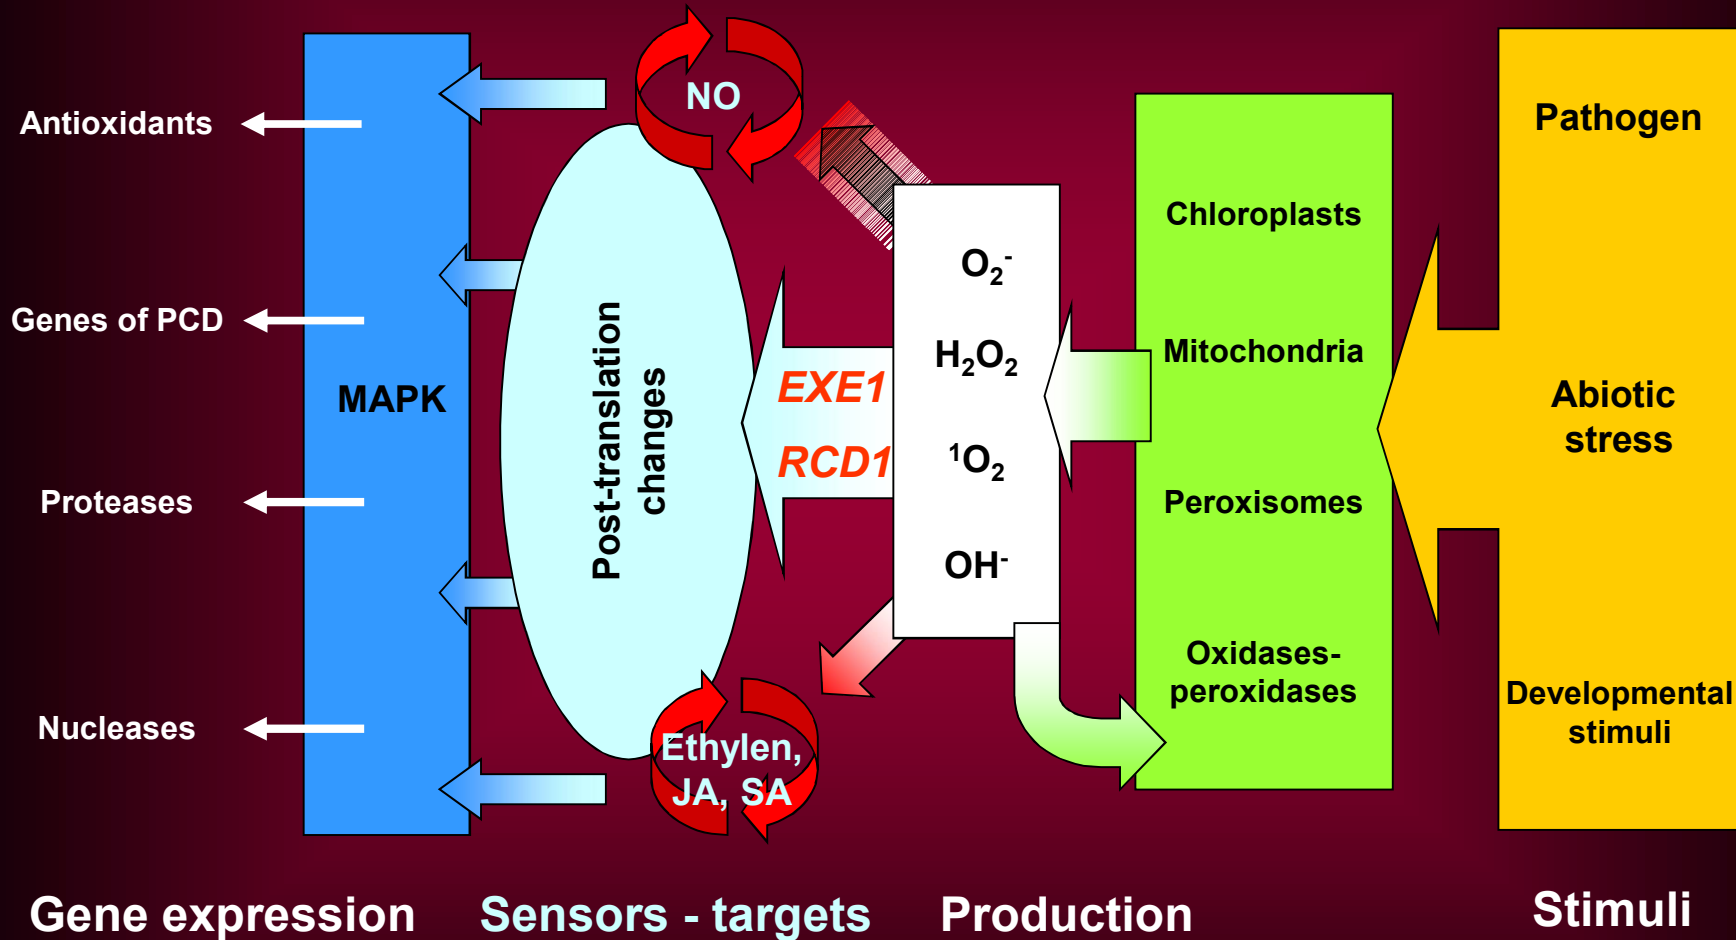 Antioxidants
Genes of PCD
Proteases
Nucleases
MAPK
NO
Post-translation
changes
Ethylen,
JA, SA
EXE1
RCD1
O₂⁻
H₂O₂
¹O₂
OH⁻
Chloroplasts
Mitochondria
Peroxisomes
Oxidases-
peroxidases
Pathogen
Abiotic
stress
Developmental
stimuli
Gene expression
Sensors - targets
Production
Stimuli